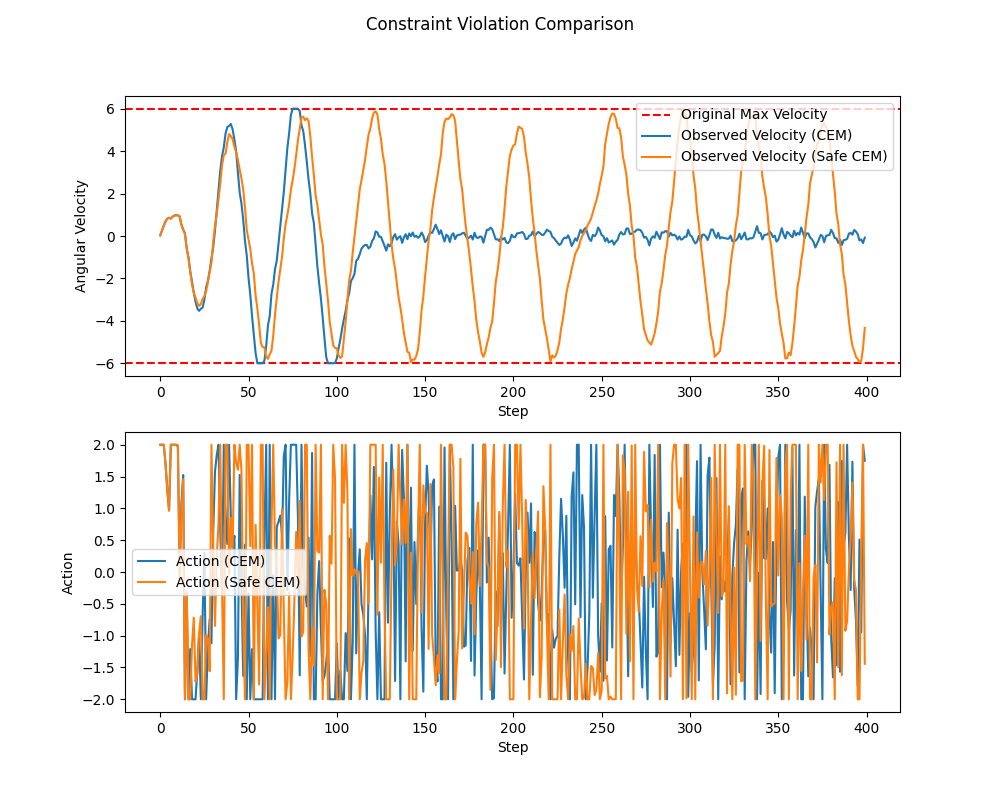 Constraint Violation Comparison
6
4
2
0
−2
−4
−6
Angular Velocity
Original Max Velocity
Observed Velocity (CEM)
Observed Velocity (Safe CEM)
0 50 100 150 200 250 300 350 400
Step
2.0
1.5
1.0
0.5
0.0
−0.5
−1.0
−1.5
−2.0
Action
Action (CEM)
Action (Safe CEM)
0 50 100 150 200 250 300 350 400
Step